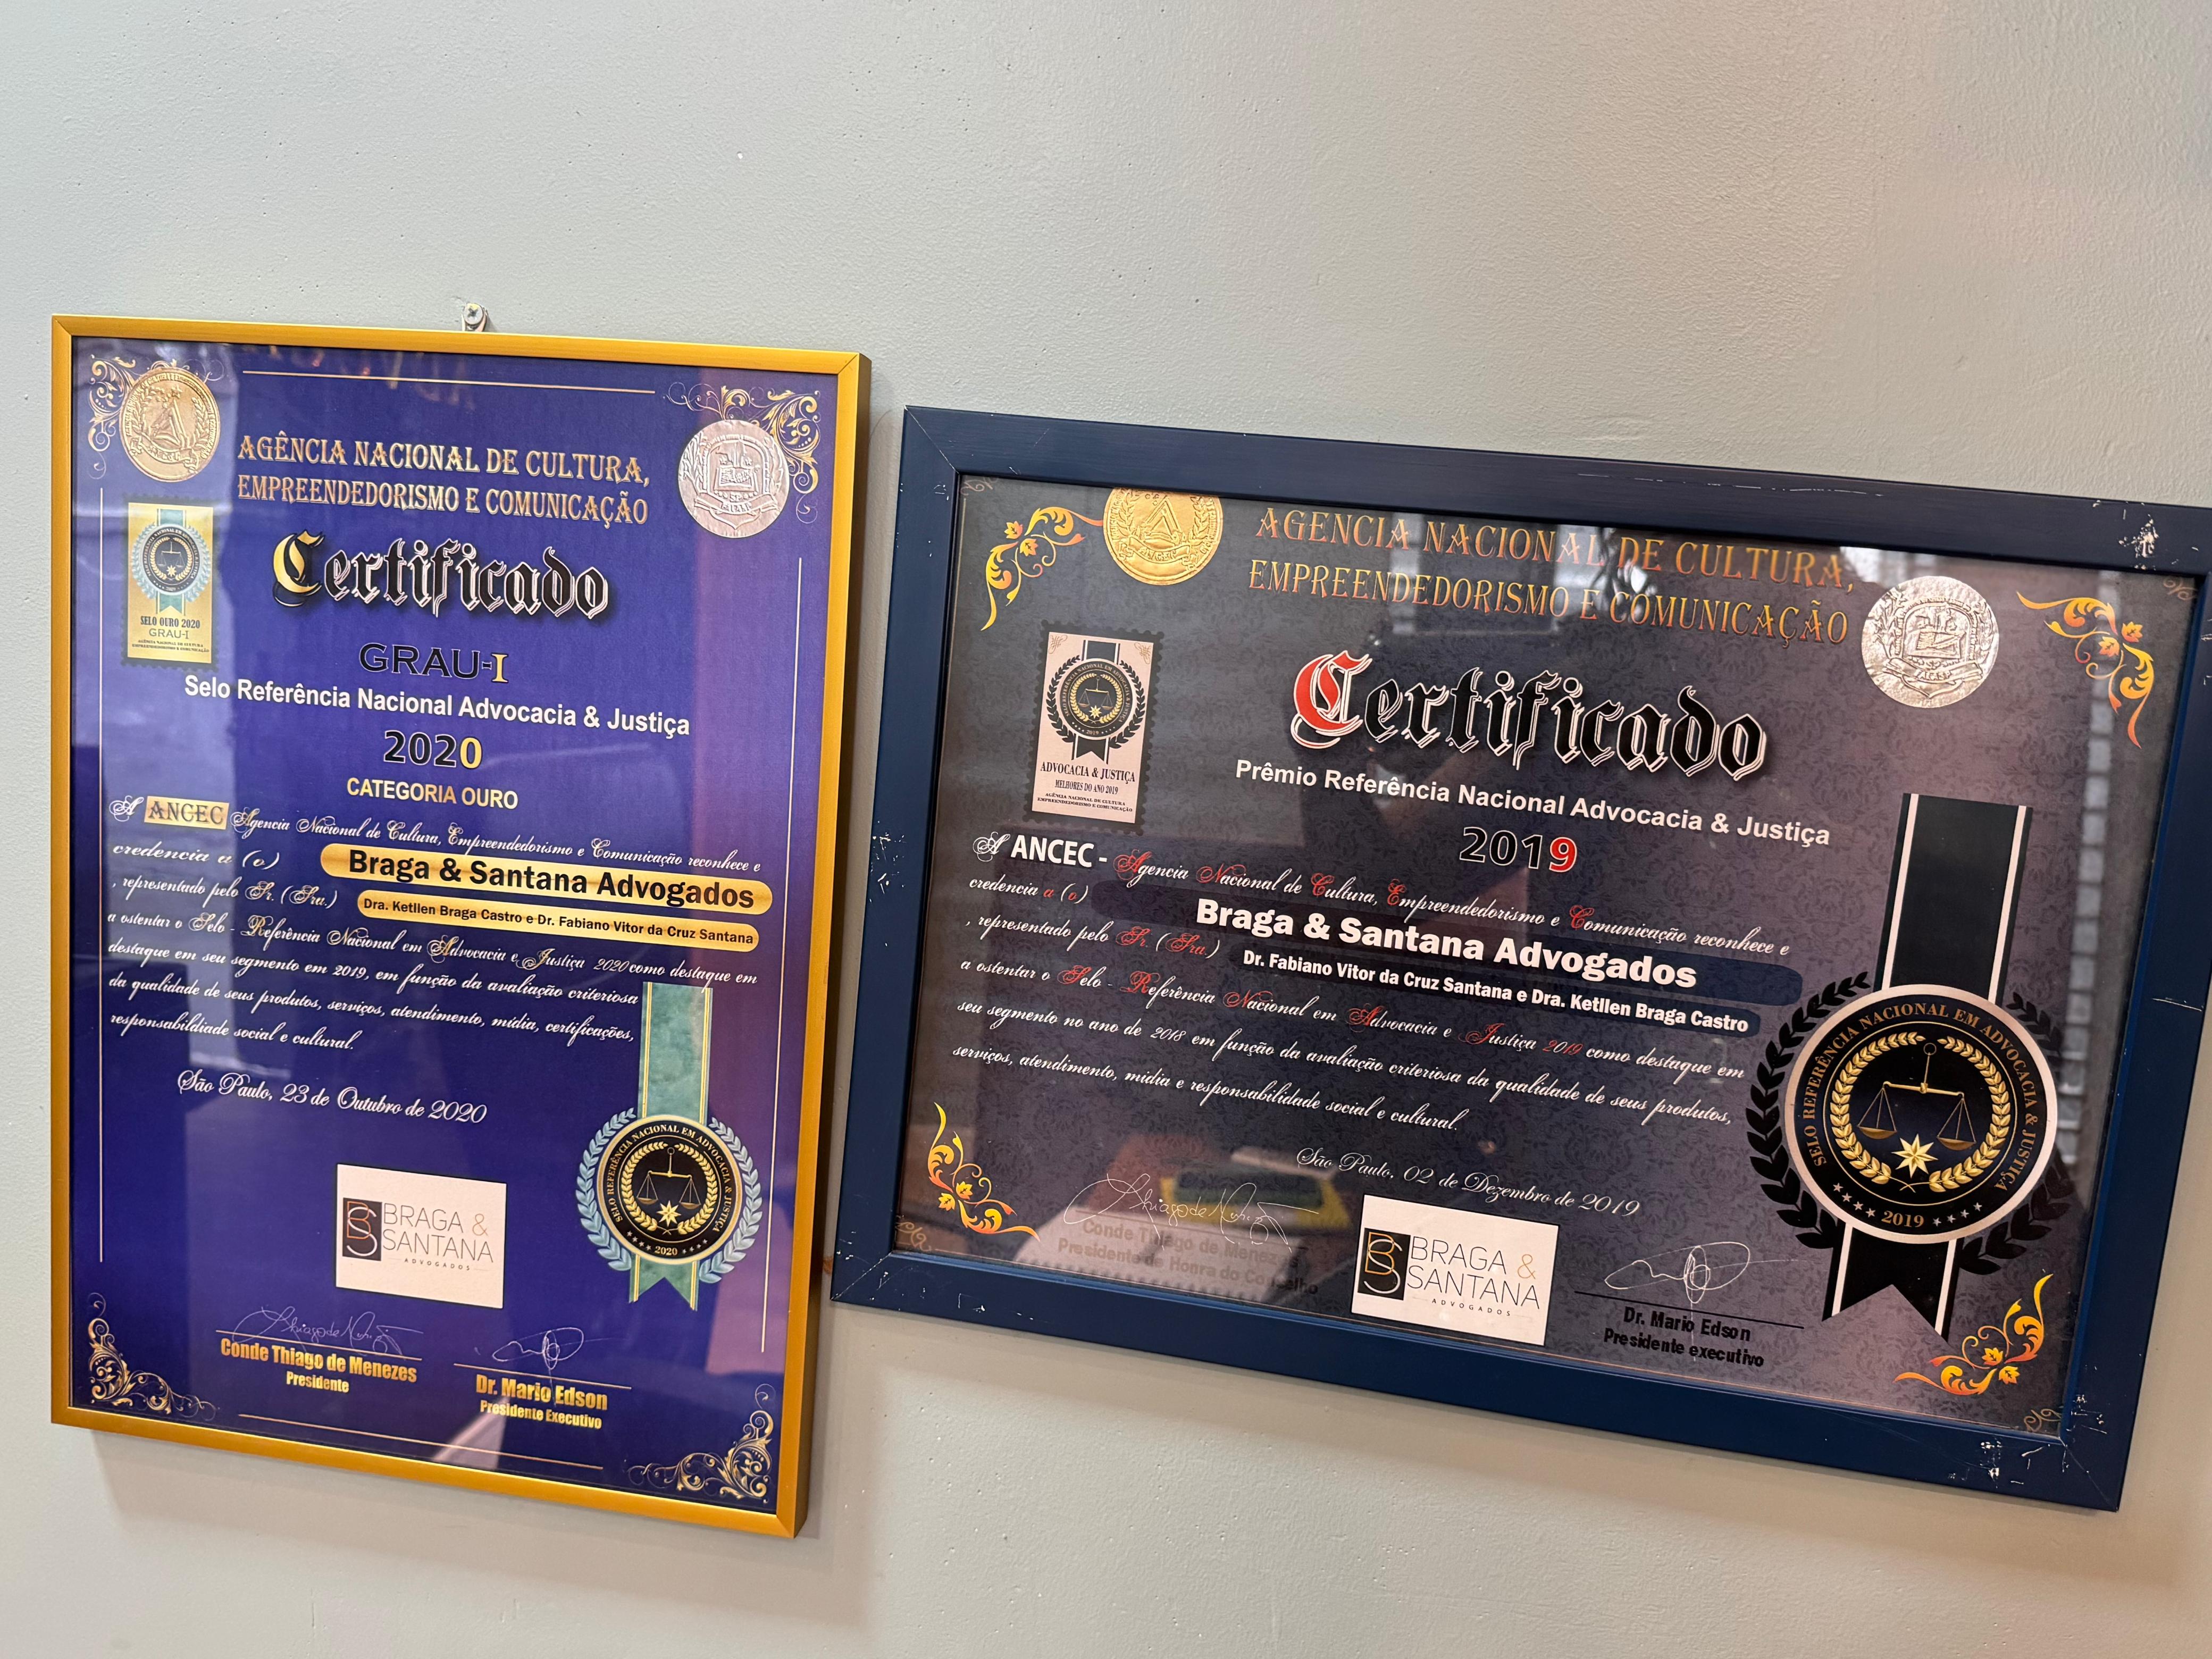 AGÊNCIA NACIONAL DE CULTURA,
EMPREENDEDORISMO E COMUNICAÇÃO
Certificado
SELO OURO 2020
GRAU-I
AGÊNCIA NACIONAL DE CULTURA
EMPREENDEDORISMO E COMUNICAÇÃO
GRAU-I
Selo Referência Nacional Advocacia & Justiça
2020
CATEGORIA OURO
A ANCEC Agencia Nacional de Cultura, Empreendedorismo e Comunicação reconhece e
credencia a (o) Braga & Santana Advogados
, representado pelo Sr. (Sra.) Dra. Ketllen Braga Castro e Dr. Fabiano Vitor da Cruz Santana
a ostentar o Selo - Referência Nacional em Advocacia e Justiça 2020 como destaque em
destaque em seu segmento em 2019, em função da avaliação criteriosa
da qualidade de seus produtos, serviços, atendimento, mídia, certificações,
responsabildiade social e cultural.
São Paulo, 23 de Outubro de 2020
SELO REFERÊNCIA NACIONAL EM ADVOCACIA & JUSTIÇA
2020
BS BRAGA &
SANTANA
ADVOGADOS
Conde Thiago de Menezes
Presidente
Dr. Mario Edson
Presidente Executivo
AGENCIA NACIONAL DE CULTURA,
EMPREENDEDORISMO E COMUNICAÇÃO
Certificado
ADVOCACIA & JUSTIÇA
MELHORES DO ANO 2019
AGÊNCIA NACIONAL DE CULTURA
EMPREENDEDORISMO E COMUNICAÇÃO
Prêmio Referência Nacional Advocacia & Justiça
2019
A ANCEC - Agencia Nacional de Cultura, Empreendedorismo e Comunicação reconhece e
credencia a (o) Braga & Santana Advogados
, representado pelo Sr. (Sra.) Dr. Fabiano Vitor da Cruz Santana e Dra. Ketllen Braga Castro
a ostentar o Selo - Referência Nacional em Advocacia e Justiça 2019 como destaque em
seu segmento no ano de 2018 em função da avaliação criteriosa da qualidade de seus produtos,
serviços, atendimento, mídia e responsabilidade social e cultural.
São Paulo, 02 de Dezembro de 2019
SELO REFERÊNCIA NACIONAL EM ADVOCACIA & JUSTIÇA
2019
Conde Thiago de Menezes
Presidente de Honra do Conselho
BS BRAGA &
SANTANA
ADVOGADOS
Dr. Mario Edson
Presidente executivo